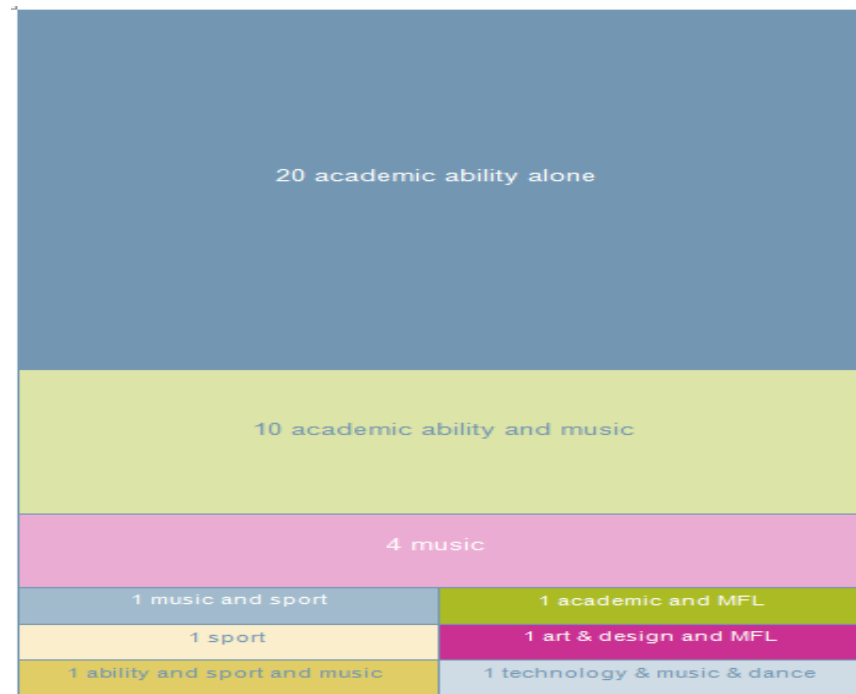 20 academic ability alone
10 academic ability and music
4 music
1 music and sport
1 academic and MFL
1 sport
1 art & design and MFL
1 ability and sport and music
1 technology & music & dance